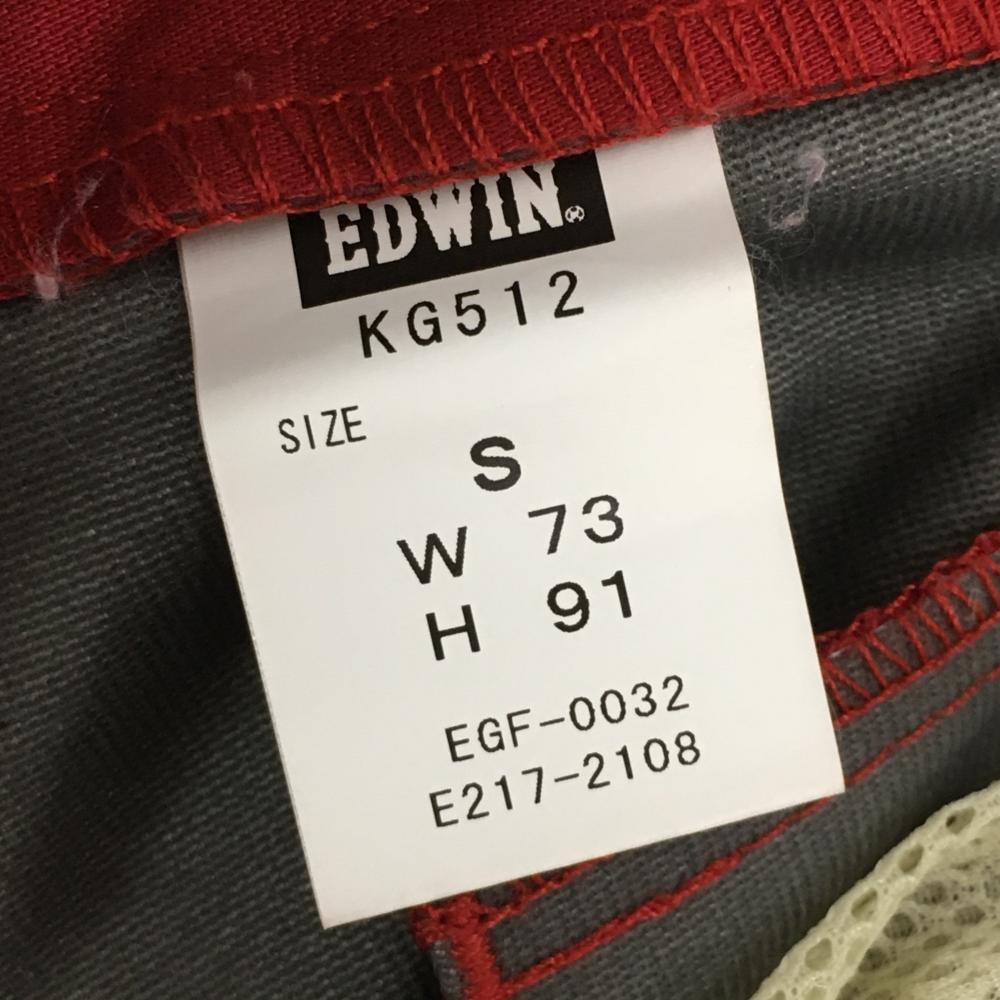 EDWIN
KG512
SIZE
S
W 73
H 91
EGF-0032
E217-2108